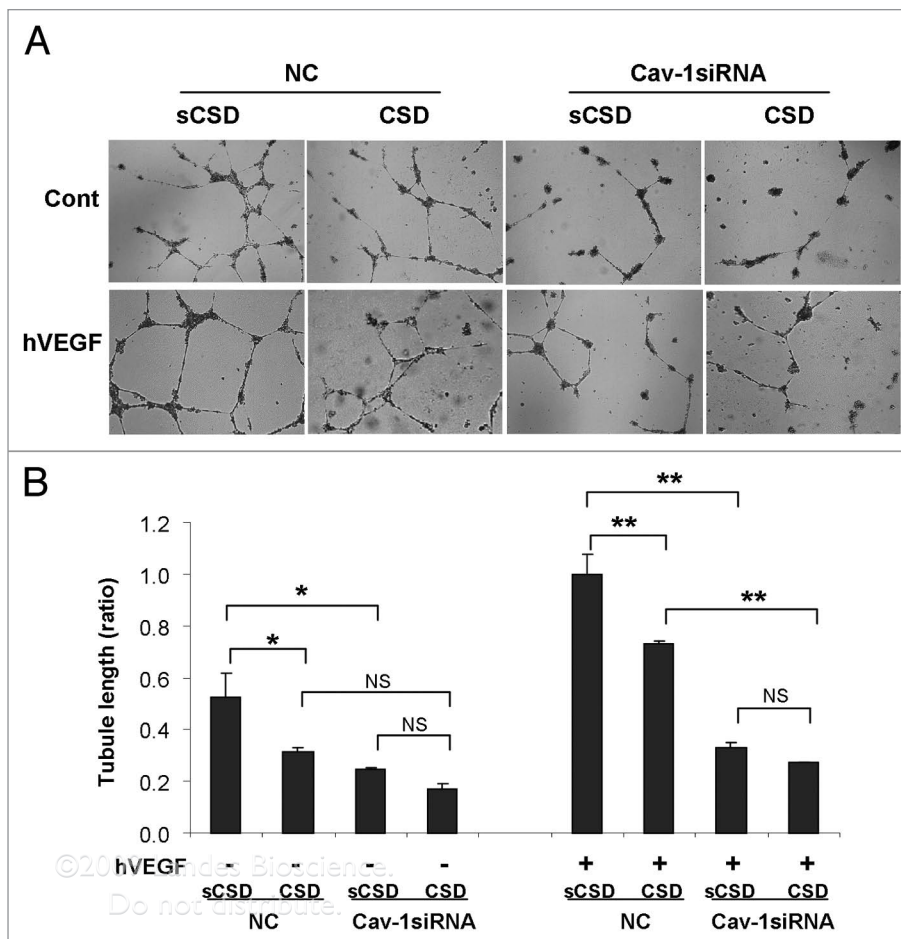 A
NC Cav-1siRNA
sCSD CSD sCSD CSD
Cont
hVEGF
B
Tubule length (ratio)
1.2
1.0
0.8
0.6
0.4
0.2
0.0
*
*
NS
NS
**
**
**
NS
hVEGF - - - - + + + +
sCSD CSD sCSD CSD sCSD CSD sCSD CSD
NC Cav-1siRNA NC Cav-1siRNA
Landes Bioscience.
Do not distribute.